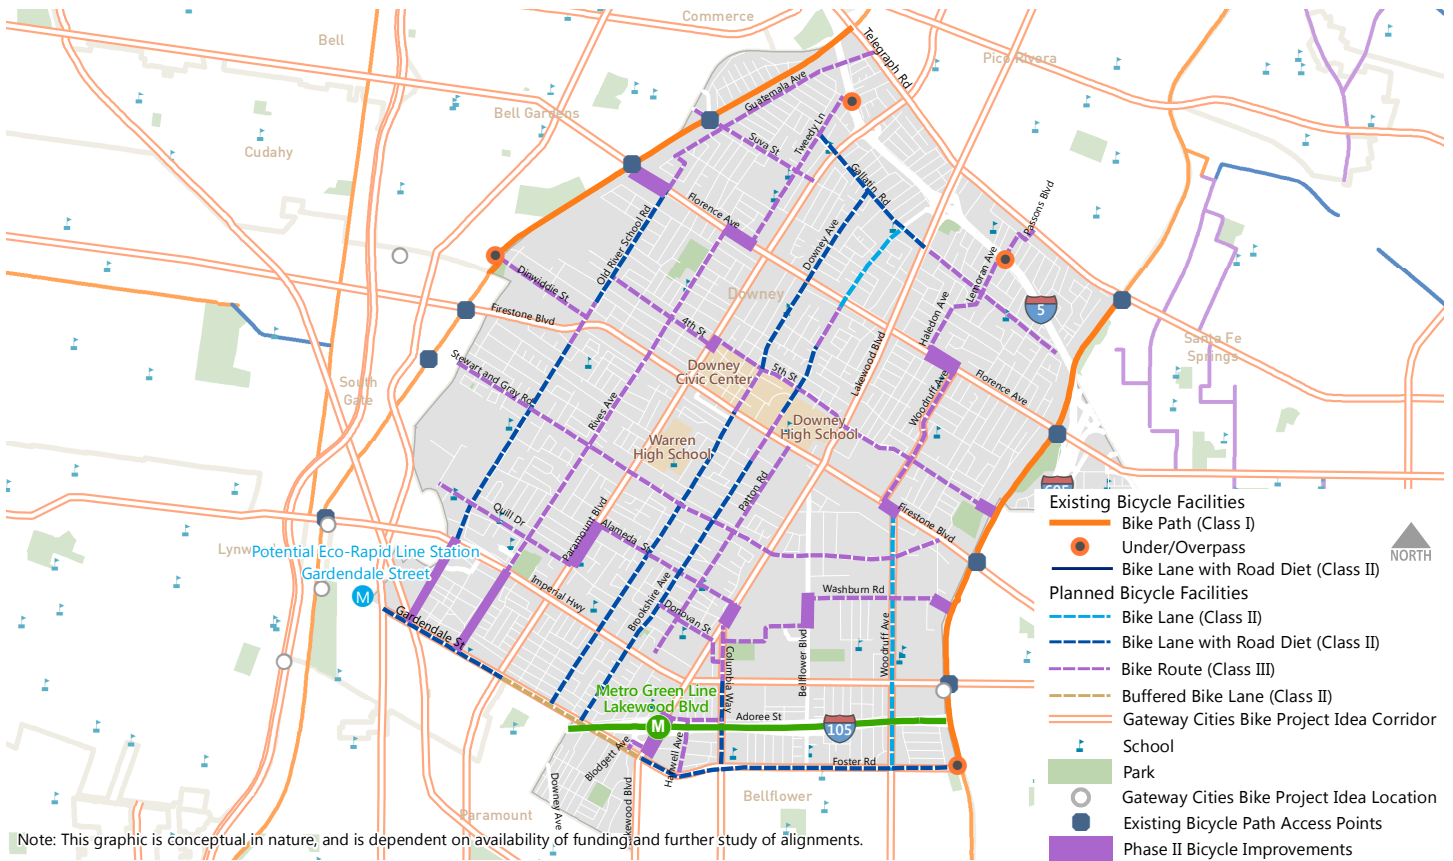 Commerce
Bell
Telegraph Rd
Pico Rivera
Guatemala Ave
Bell Gardens
Tweedy Ln
Suva St
Cudahy
Gallatin Rd
Passons Blvd
Florence Ave
Old River School Rd
Downey Ave
Lemoran Ave
Dinwiddie St
Downey
Haledon Ave
5
Firestone Blvd
4th St
Santa Fe
Springs
Lakewood Blvd
Stewart and Gray Rd
Downey
Civic Center
5th St
South
Gate
Woodruff Ave
Florence Ave
Rives Ave
Downey
High School
Warren
High School
Patton Rd
605
Quill Dr
Paramount Blvd
Alameda St
Firestone Blvd
Lynwood
Potential Eco-Rapid Line Station
Gardendale Street
M
Imperial Hwy
Brookshire Ave
Washburn Rd
Gardendale St
Donovan St
Woodruff Ave
Bellflower Blvd
Columbia Way
Metro Green Line
Lakewood Blvd
M
Adoree St
105
Blodgett Ave
Foster Rd
Downey Ave
Bellflower
Paramount
Existing Bicycle Facilities
Bike Path (Class I)
Under/Overpass
Bike Lane with Road Diet (Class II)
Planned Bicycle Facilities
Bike Lane (Class II)
Bike Lane with Road Diet (Class II)
Bike Route (Class III)
Buffered Bike Lane (Class II)
Gateway Cities Bike Project Idea Corridor
School
Park
Gateway Cities Bike Project Idea Location
Existing Bicycle Path Access Points
Phase II Bicycle Improvements
NORTH
Note: This graphic is conceptual in nature, and is dependent on availability of funding and further study of alignments.